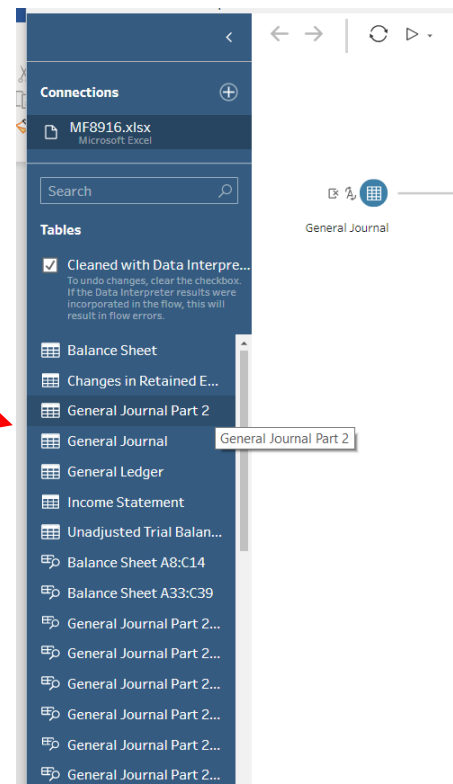 Connections
MF8916.xlsx
Microsoft Excel
Search
Tables
Cleaned with Data Interpre...
To undo changes, clear the checkbox.
If the Data Interpreter results were
incorporated in the flow, this will
result in flow errors.
Balance Sheet
Changes in Retained E...
General Journal Part 2
General Journal
General Journal Part 2
General Ledger
Income Statement
Unadjusted Trial Balan...
Balance Sheet A8:C14
Balance Sheet A33:C39
General Journal Part 2...
General Journal Part 2...
General Journal Part 2...
General Journal Part 2...
General Journal Part 2...
General Journal Part 2...
General Journal